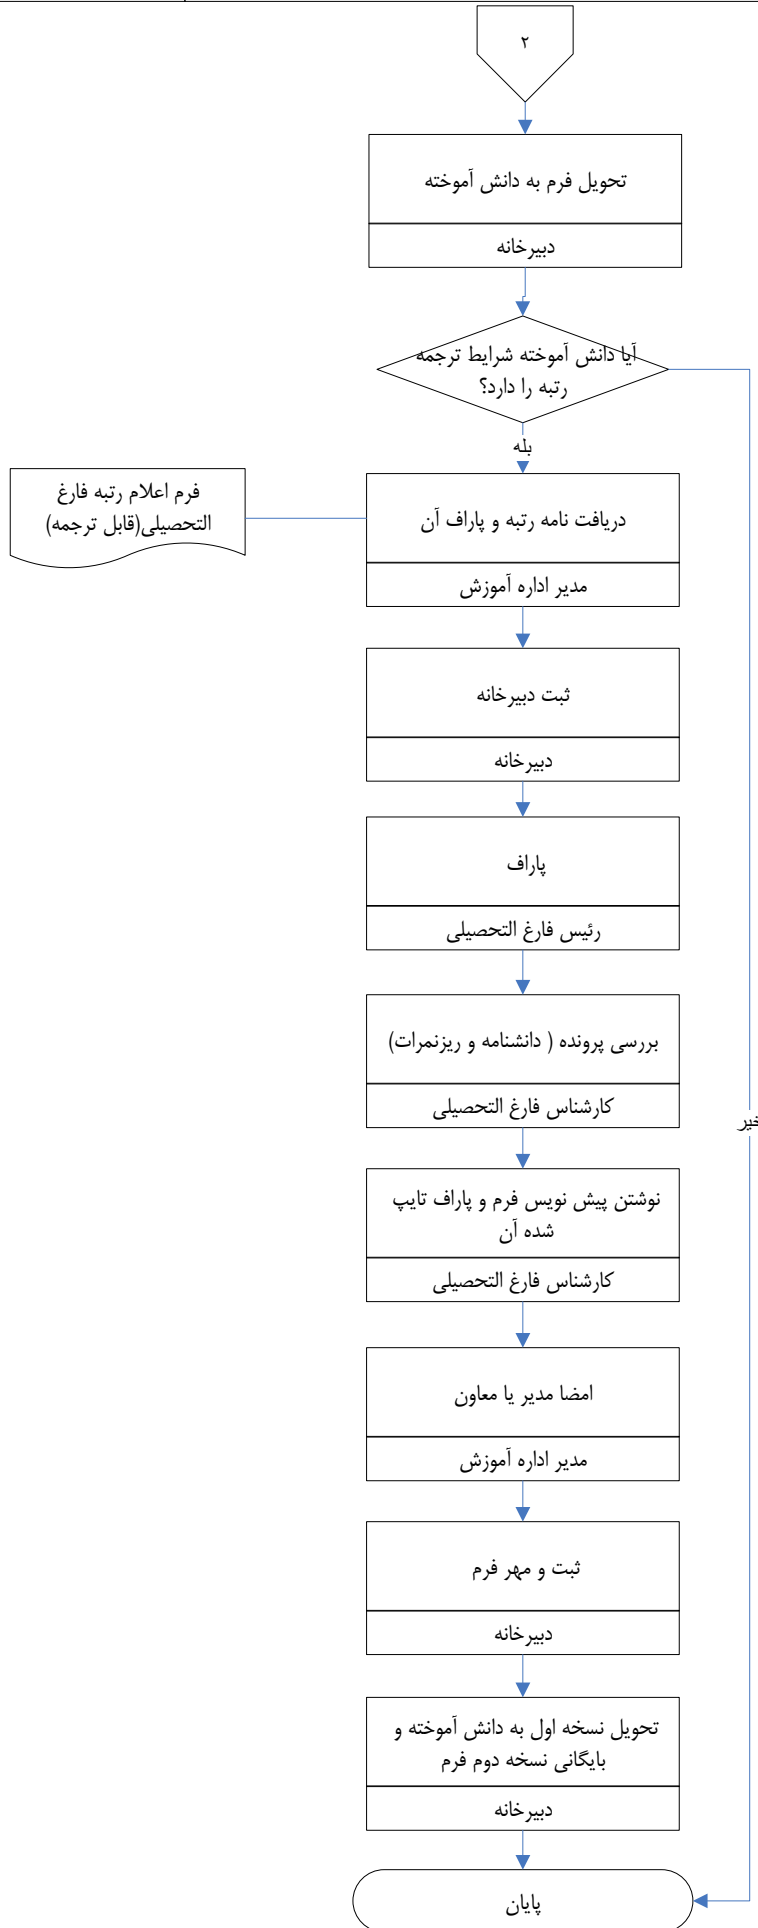 ۲
تحویل فرم به دانش آموخته
دبیرخانه
آیا دانش آموخته شرایط ترجمه
رتبه را دارد؟
بله
فرم اعلام رتبه فارغ
التحصیلی(قابل ترجمه)
دریافت نامه رتبه و پاراف آن
مدیر اداره آموزش
ثبت دبیرخانه
دبیرخانه
پاراف
رئیس فارغ التحصیلی
بررسی پرونده ( دانشنامه و ریزنمرات)
کارشناس فارغ التحصیلی
خیر
نوشتن پیش نویس فرم و پاراف تایپ
شده آن
کارشناس فارغ التحصیلی
امضا مدیر یا معاون
مدیر اداره آموزش
ثبت و مهر فرم
دبیرخانه
تحویل نسخه اول به دانش آموخته و
بایگانی نسخه دوم فرم
دبیرخانه
پایان